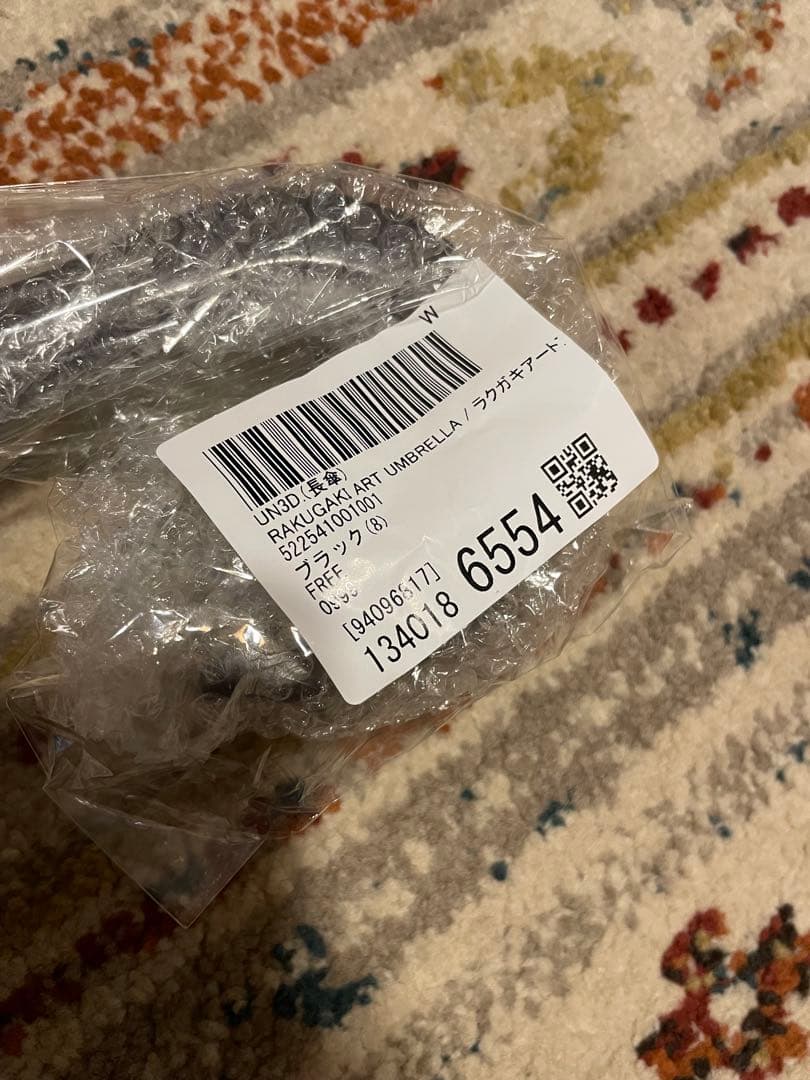 W
UN3D.(長傘)
RAKUGAKI ART UMBRELLA / ラクガキアート
522541001001
ブラック(8)
FREE
[94096817]
134018 6554